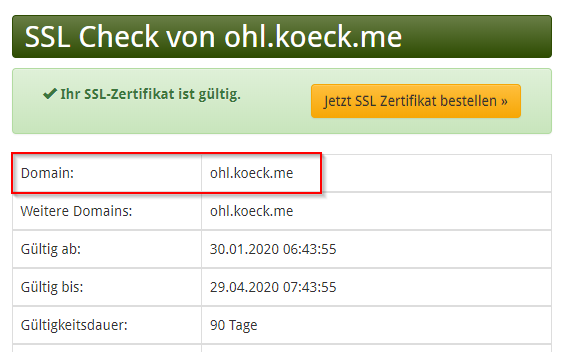 SSL Check von ohl.koeck.me
✔ Ihr SSL-Zertifikat ist gültig.
Jetzt SSL Zertifikat bestellen »
Domain: ohl.koeck.me
Weitere Domains: ohl.koeck.me
Gültig ab: 30.01.2020 06:43:55
Gültig bis: 29.04.2020 07:43:55
Gültigkeitsdauer: 90 Tage